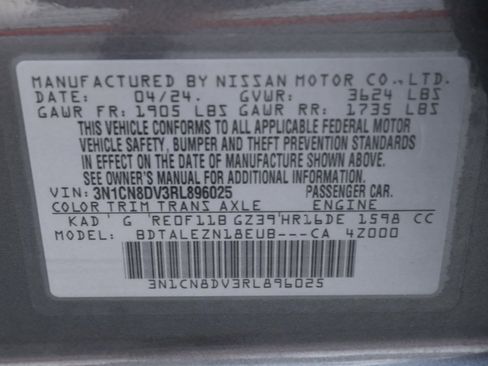 MANUFACTURED BY NISSAN MOTOR CO.,LTD.
DATE: 04/24. GVWR: 3624 LBS
GAWR FR: 1905 LBS GAWR RR: 1735 LBS
THIS VEHICLE CONFORMS TO ALL APPLICABLE FEDERAL MOTOR
VEHICLE SAFETY, BUMPER AND THEFT PREVENTION STANDARDS
IN EFFECT ON THE DATE OF MANUFACTURE SHOWN ABOVE.
SEE OWNER'S MANUAL FOR ADDITIONAL INFORMATION.
VIN: 3N1CN8DV3RL896025 PASSENGER CAR.
COLOR TRIM TRANS AXLE ENGINE
KAD G RE0F11B GZ39 HR16DE 1598 CC
MODEL: BDTALEZN18EUB---CA 4Z000
3N1CN8DV3RL896025